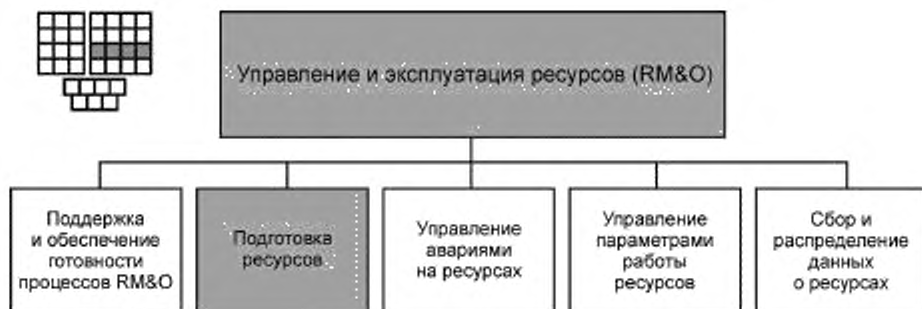 Управление и эксплуатация ресурсов (RM&O)
Поддержка
и обеспечение
готовности
процессов RM&O
Подготовка
ресурсов
Управление
авариями
на ресурсах
Управление
параметрами
работы
ресурсов
Сбор и
распределение
данных
о ресурсах